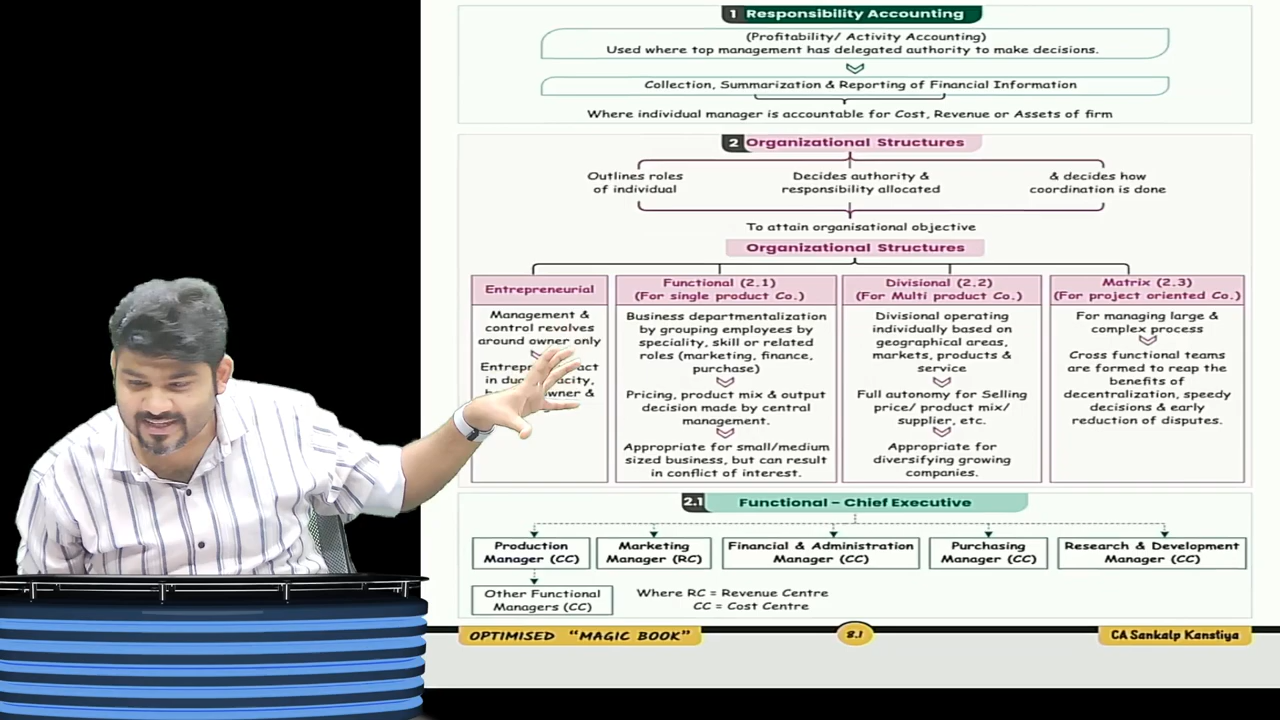 1 Responsibility Accounting
(Profitability/ Activity Accounting)
Used where top management has delegated authority to make decisions.
Collection, Summarization & Reporting of Financial Information
Where individual manager is accountable for Cost, Revenue or Assets of firm
2 Organizational Structures
Outlines roles
of individual
Decides authority &
responsibility allocated
& decides how
coordination is done
To attain organisational objective
Organizational Structures
Entrepreneurial
Management &
control revolves
around owner only
in
owner &
Functional (2.1)
(For single product Co.)
Business departmentalization
by grouping employees by
speciality, skill or related
roles (marketing, finance,
purchase)
Pricing, product mix & output
decision made by central
management.
Appropriate for small/medium
sized business, but can result
in conflict of interest.
Divisional (2.2)
(For Multi product Co.)
Divisional operating
individually based on
geographical areas,
markets, products &
service
Full autonomy for Selling
price/ product mix/
supplier, etc.
Appropriate for
diversifying growing
companies.
Matrix (2.3)
(For project oriented Co.)
For managing large &
complex process
Cross functional teams
are formed to reap the
benefits of
decentralization, speedy
decisions & early
reduction of disputes.
2.1 Functional – Chief Executive
Production
Manager (CC)
Marketing
Manager (RC)
Financial & Administration
Manager (CC)
Purchasing
Manager (CC)
Research & Development
Manager (CC)
Other Functional
Managers (CC)
Where RC = Revenue Centre
CC = Cost Centre
OPTIMISED "MAGIC BOOK"
8.1
CA Sankalp Kanstiya